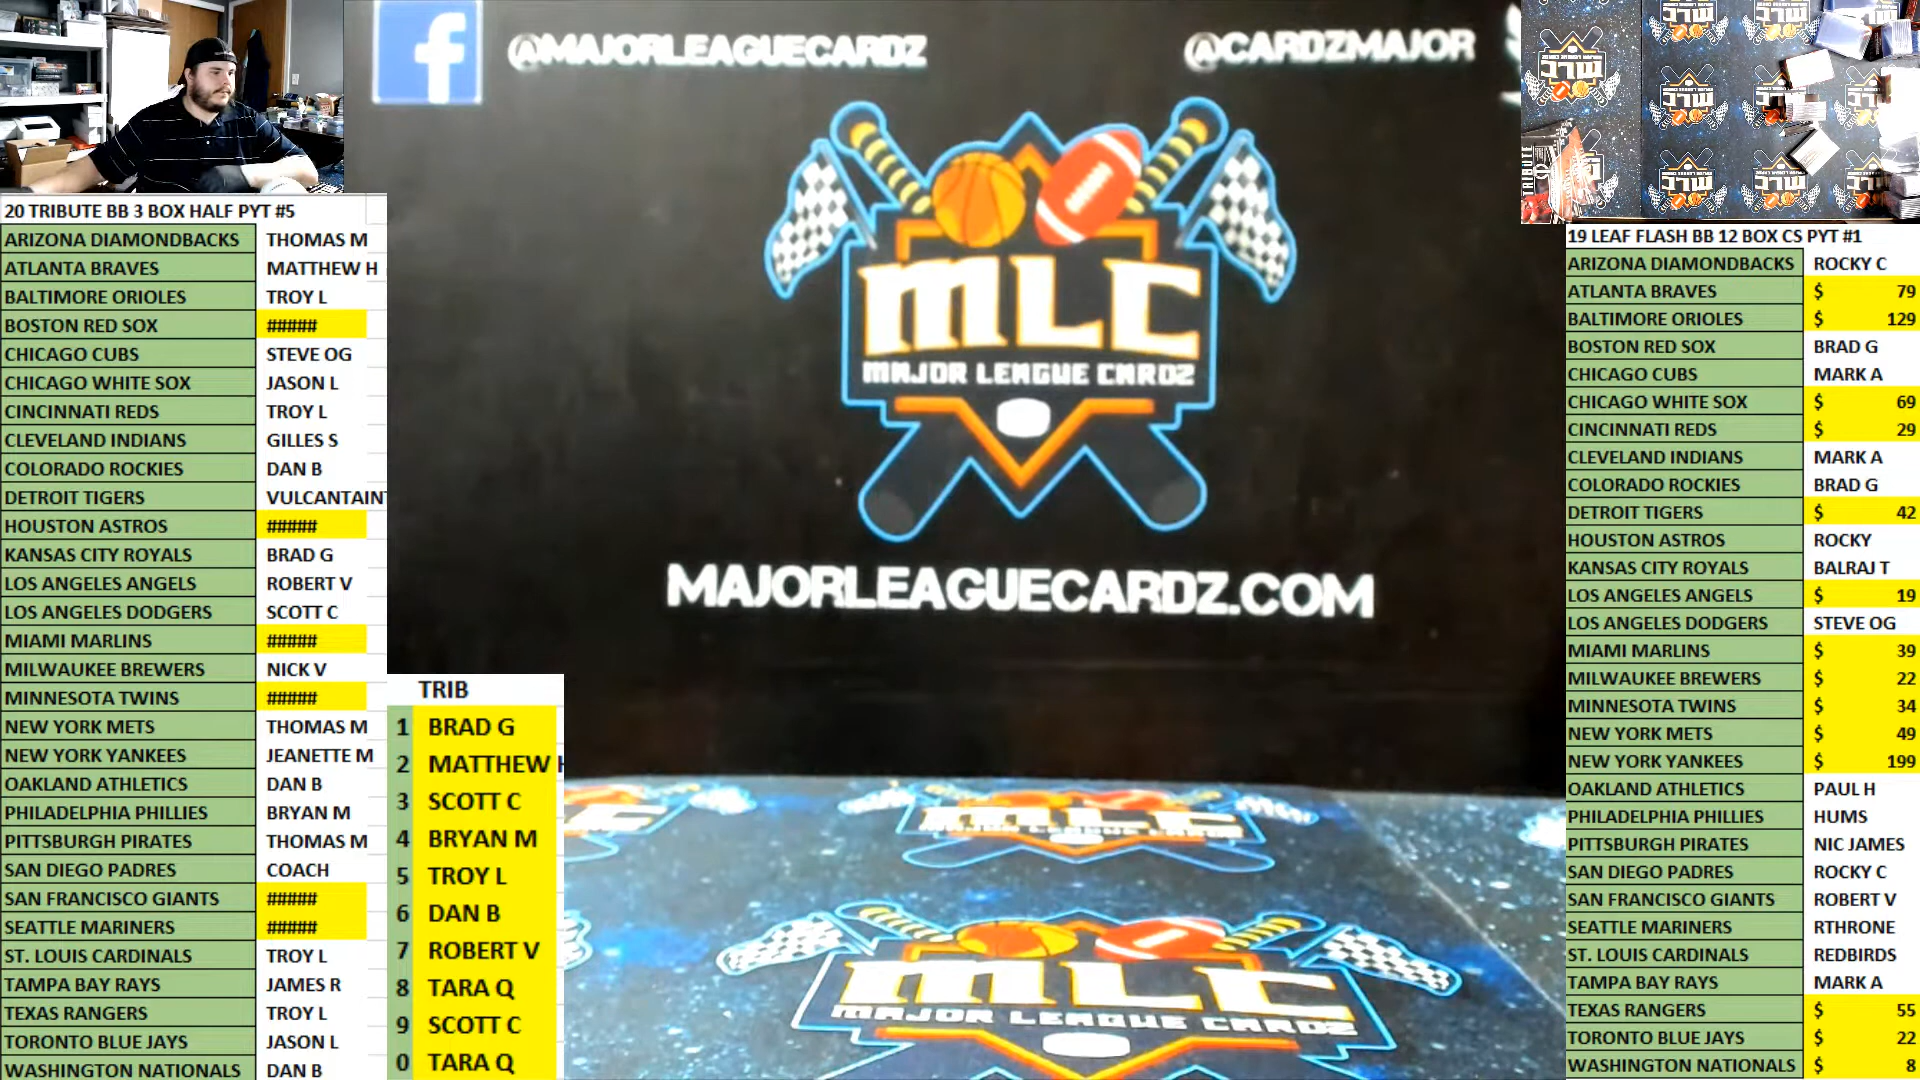 @MAJORLEAGUECARDZ
@CARDZMAJOR
MLC
MAJOR LEAGUE CARDZ
MAJORLEAGUECARDZ.COM
20 TRIBUTE BB 3 BOX HALF PYT #5
ARIZONA DIAMONDBACKS THOMAS M
ATLANTA BRAVES MATTHEW H
BALTIMORE ORIOLES TROY L
BOSTON RED SOX #####
CHICAGO CUBS STEVE OG
CHICAGO WHITE SOX JASON L
CINCINNATI REDS TROY L
CLEVELAND INDIANS GILLES S
COLORADO ROCKIES DAN B
DETROIT TIGERS VULCANTAINT
HOUSTON ASTROS #####
KANSAS CITY ROYALS BRAD G
LOS ANGELES ANGELS ROBERT V
LOS ANGELES DODGERS SCOTT C
MIAMI MARLINS #####
MILWAUKEE BREWERS NICK V
MINNESOTA TWINS #####
NEW YORK METS THOMAS M
NEW YORK YANKEES JEANETTE M
OAKLAND ATHLETICS DAN B
PHILADELPHIA PHILLIES BRYAN M
PITTSBURGH PIRATES THOMAS M
SAN DIEGO PADRES COACH
SAN FRANCISCO GIANTS #####
SEATTLE MARINERS #####
ST. LOUIS CARDINALS TROY L
TAMPA BAY RAYS JAMES R
TEXAS RANGERS TROY L
TORONTO BLUE JAYS JASON L
WASHINGTON NATIONALS DAN B
TRIB
1 BRAD G
2 MATTHEW H
3 SCOTT C
4 BRYAN M
5 TROY L
6 DAN B
7 ROBERT V
8 TARA Q
9 SCOTT C
0 TARA Q
MLC
MAJOR LEAGUE CARDZ
TRIBUTE
19 LEAF FLASH BB 12 BOX CS PYT #1
ARIZONA DIAMONDBACKS ROCKY C
ATLANTA BRAVES $ 79
BALTIMORE ORIOLES $ 129
BOSTON RED SOX BRAD G
CHICAGO CUBS MARK A
CHICAGO WHITE SOX $ 69
CINCINNATI REDS $ 29
CLEVELAND INDIANS MARK A
COLORADO ROCKIES BRAD G
DETROIT TIGERS $ 42
HOUSTON ASTROS ROCKY
KANSAS CITY ROYALS BALRAJ T
LOS ANGELES ANGELS $ 19
LOS ANGELES DODGERS STEVE OG
MIAMI MARLINS $ 39
MILWAUKEE BREWERS $ 22
MINNESOTA TWINS $ 34
NEW YORK METS $ 49
NEW YORK YANKEES $ 199
OAKLAND ATHLETICS PAUL H
PHILADELPHIA PHILLIES HUMS
PITTSBURGH PIRATES NIC JAMES
SAN DIEGO PADRES ROCKY C
SAN FRANCISCO GIANTS ROBERT V
SEATTLE MARINERS RTHRONE
ST. LOUIS CARDINALS REDBIRDS
TAMPA BAY RAYS MARK A
TEXAS RANGERS $ 55
TORONTO BLUE JAYS $ 22
WASHINGTON NATIONALS $ 8